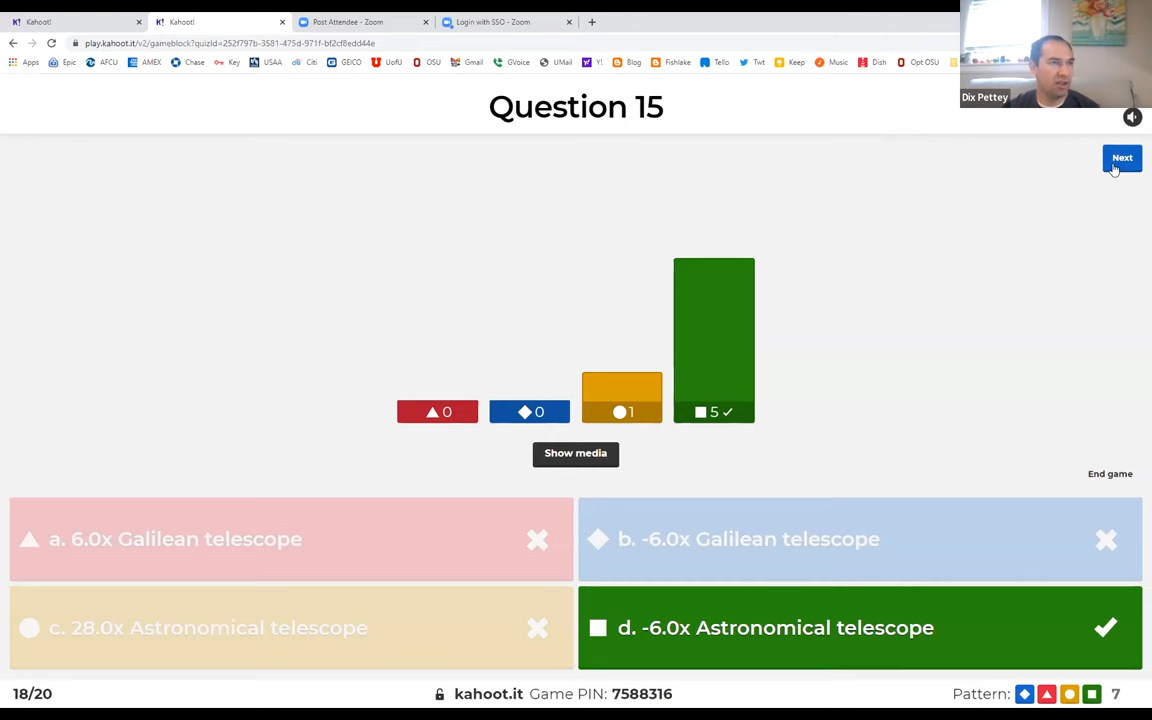 Kahoot!
Kahoot!
Post Attendee - Zoom
Login with SSO - Zoom
play.kahoot.it/v2/gameblock?quizId=252f797b-3581-475d-971f-bf2cf8edd44e
Apps Epic AFCU AMEX Chase Key USAA Citi GEICO UofU OSU Gmail GVoice UMail Y! Blog Fishlake Tello Twt Keep Music Dish Opt OSU
Dix Pettey
Question 15
Next
0 0 1 5
Show media
End game
a. 6.0x Galilean telescope
b. -6.0x Galilean telescope
c. 28.0x Astronomical telescope
d. -6.0x Astronomical telescope
18/20 kahoot.it Game PIN: 7588316 Pattern: 7